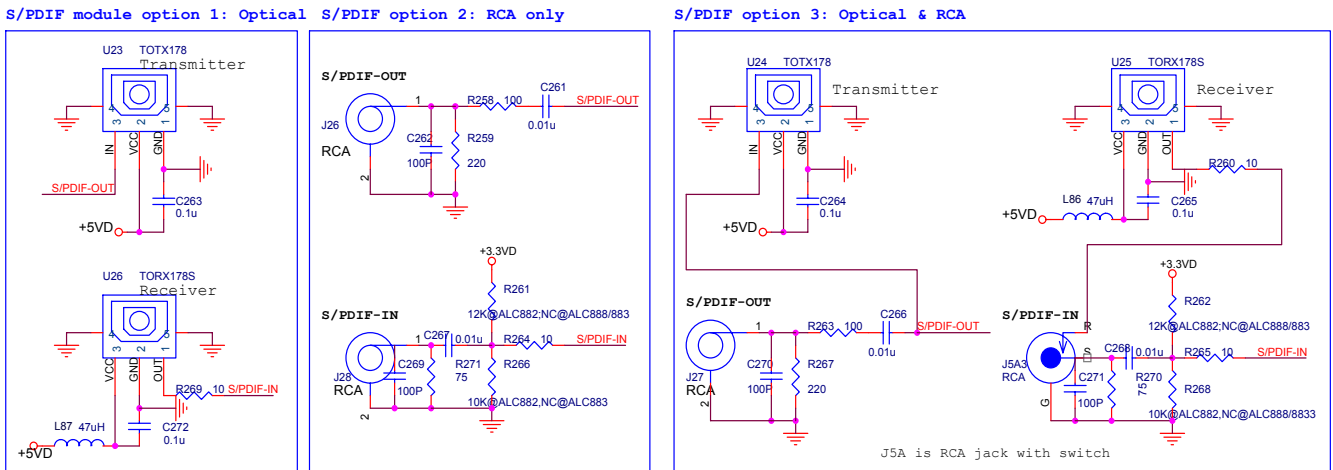 S/PDIF module option 1: Optical
U23 TOTX178
Transmitter
4 5
3 2 1
IN VCC GND
S/PDIF-OUT
C263
0.1u
+5VD
U26 TORX178S
Receiver
4 5
3 2 1
VCC GND OUT
R269 10 S/PDIF-IN
L87 47uH
C272
0.1u
+5VD
S/PDIF option 2: RCA only
S/PDIF-OUT
1
J26
RCA
2
R258 100
C261
0.01u
S/PDIF-OUT
C262
100P
R259
220
+3.3VD
R261
12K@ALC882;NC@ALC888/883
S/PDIF-IN
1
J28
RCA
2
C267 0.01u
R264 10 S/PDIF-IN
C269
100P
R271
75
R266
10K@ALC882,NC@ALC883
S/PDIF option 3: Optical & RCA
U24 TOTX178
Transmitter
4 5
3 2 1
IN VCC GND
C264
0.1u
+5VD
U25 TORX178S
Receiver
4 5
3 2 1
VCC GND OUT
R260 10
L86 47uH
C265
0.1u
+5VD
S/PDIF-OUT
1
J27
RCA
2
R263 100
C266
0.01u
S/PDIF-OUT
C270
100P
R267
220
+3.3VD
R262
12K@ALC882;NC@ALC888/883
S/PDIF-IN
R
S
G
J5A3
RCA
C268 0.01u
R265 10 S/PDIF-IN
C271
100P
R270
75
R268
10K@ALC882,NC@ALC888/8833
J5A is RCA jack with switch